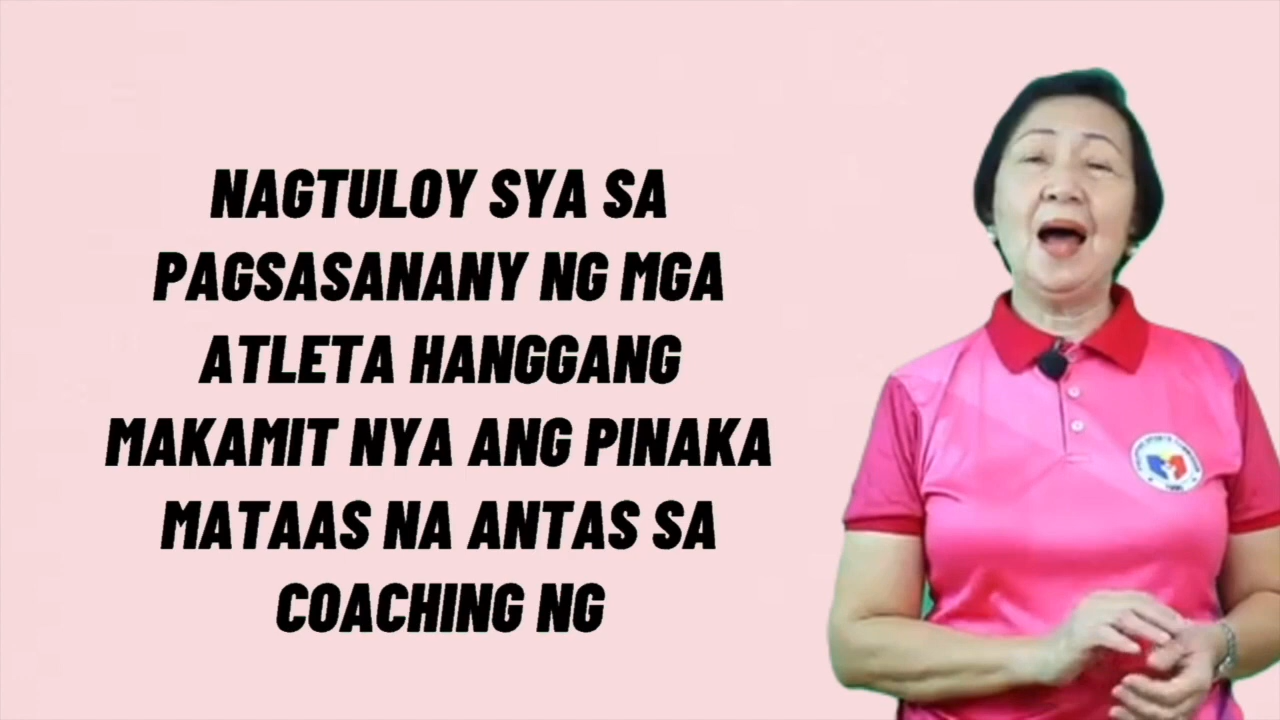 NAGTULOY SYA SA
PAGSASANANY NG MGA
ATLETA HANGGANG
MAKAMIT NYA ANG PINAKA
MATAAS NA ANTAS SA
COACHING NG